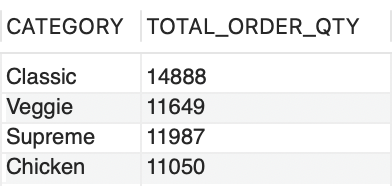 CATEGORY TOTAL_ORDER_QTY
Classic 14888
Veggie 11649
Supreme 11987
Chicken 11050